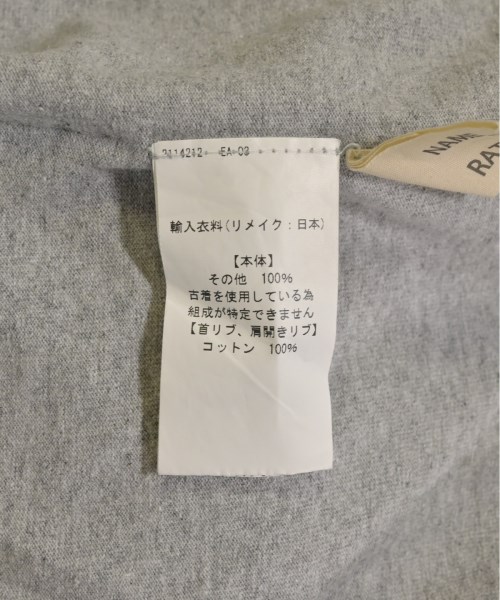 3114212 EA-03
輸入衣料(リメイク:日本)
【本体】
その他 100%
古着を使用している為
組成が特定できません
【首リブ、肩開きリブ】
コットン 100%
NAME
RAT